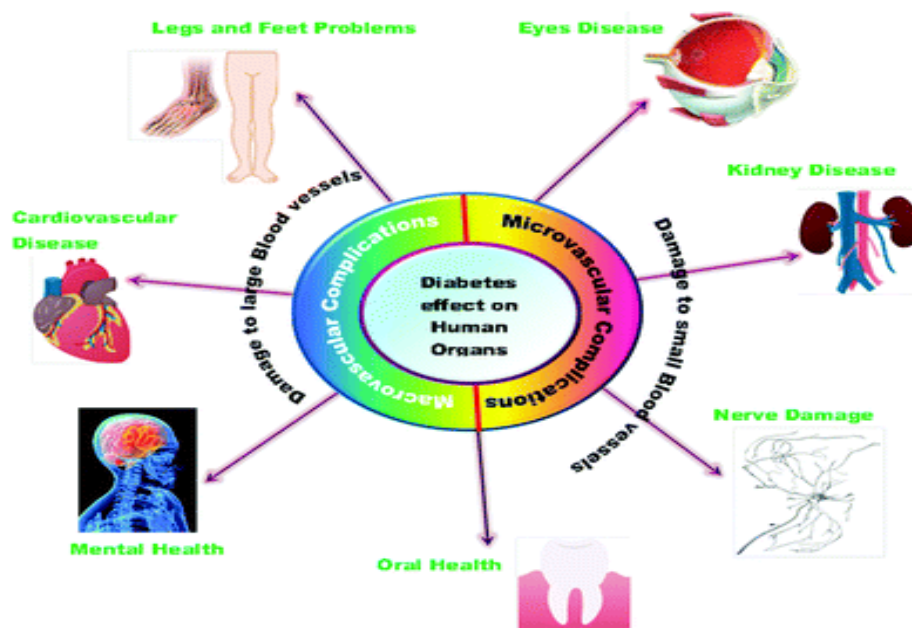 Legs and Feet Problems
Eyes Disease
Kidney Disease
Cardiovascular
Disease
Damage to large Blood vessels
Macrovascular Complications
Microvascular Complications
Damage to small Blood vessels
Diabetes
effect on
Human
Organs
Nerve Damage
Mental Health
Oral Health